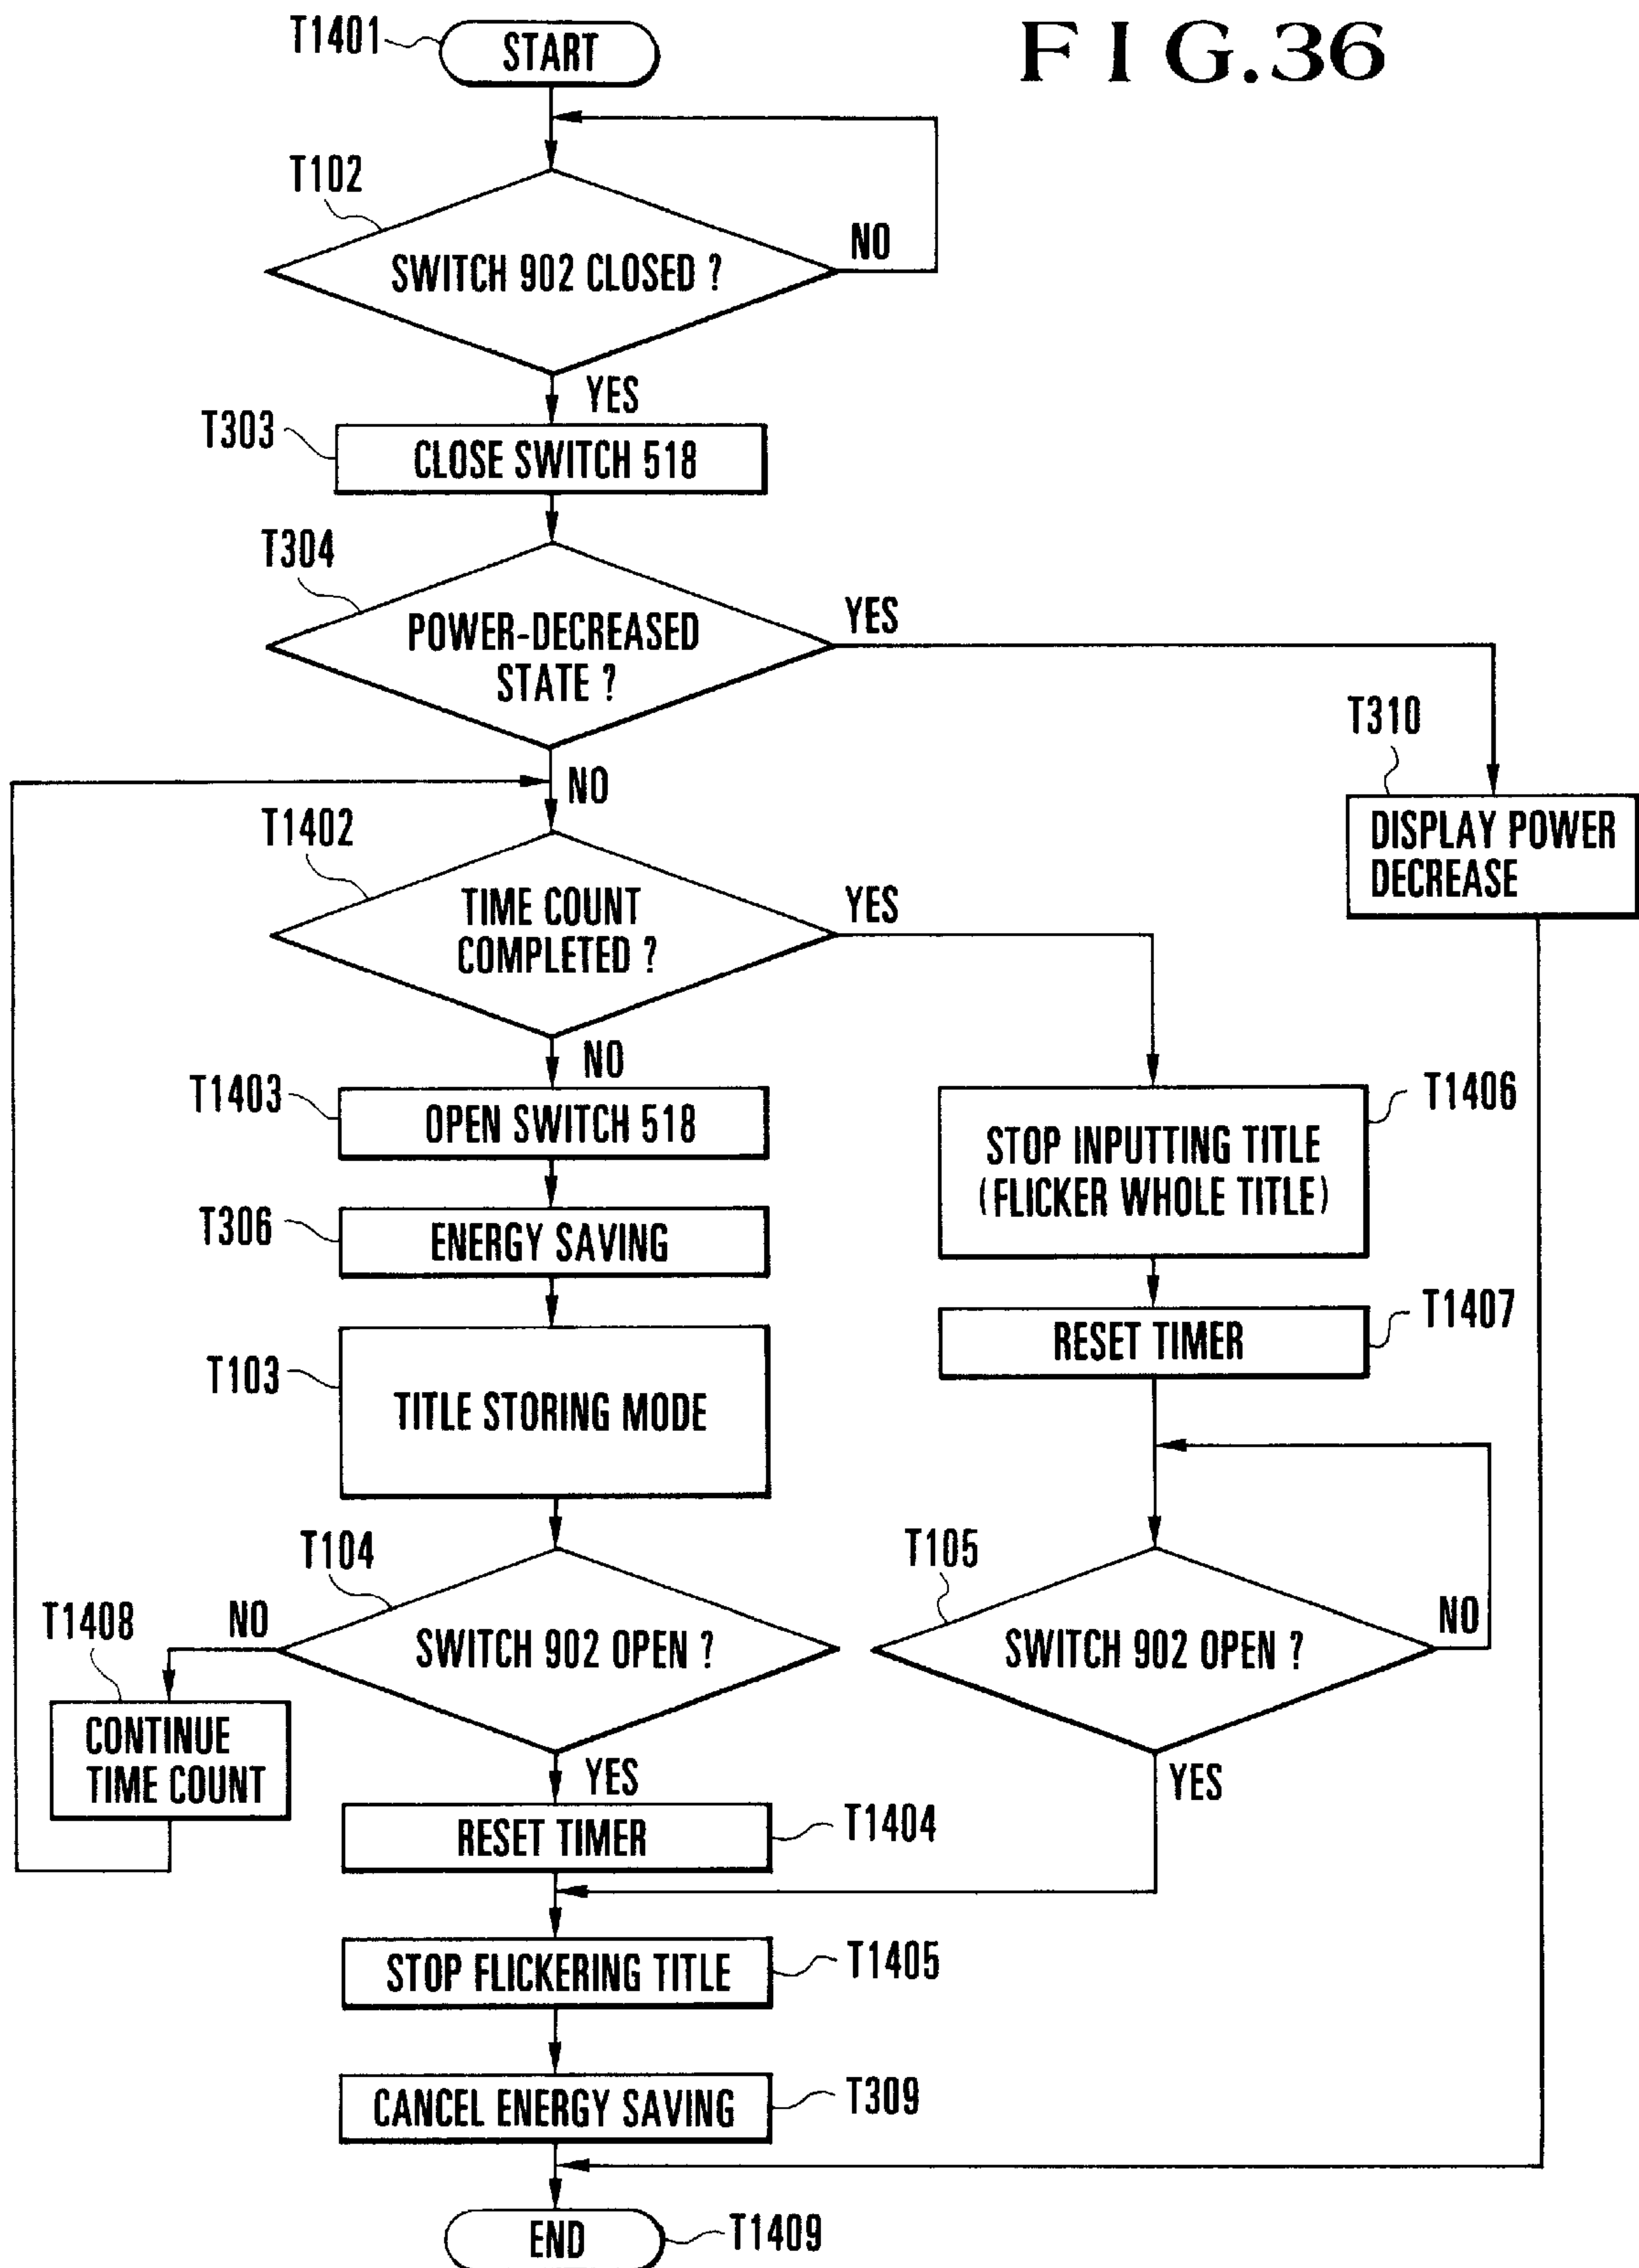 FIG.36
T1401
START
T102
SWITCH 902 CLOSED ?
NO
YES
T303
CLOSE SWITCH 518
T304
POWER-DECREASED
STATE ?
YES
NO
T310
DISPLAY POWER
DECREASE
T1402
TIME COUNT
COMPLETED ?
YES
NO
T1403
OPEN SWITCH 518
T1406
STOP INPUTTING TITLE
(FLICKER WHOLE TITLE)
T306
ENERGY SAVING
T1407
RESET TIMER
T103
TITLE STORING MODE
T104
SWITCH 902 OPEN ?
NO
YES
T105
SWITCH 902 OPEN ?
NO
YES
T1408
CONTINUE
TIME COUNT
RESET TIMER
T1404
STOP FLICKERING TITLE
T1405
CANCEL ENERGY SAVING
T309
END
T1409